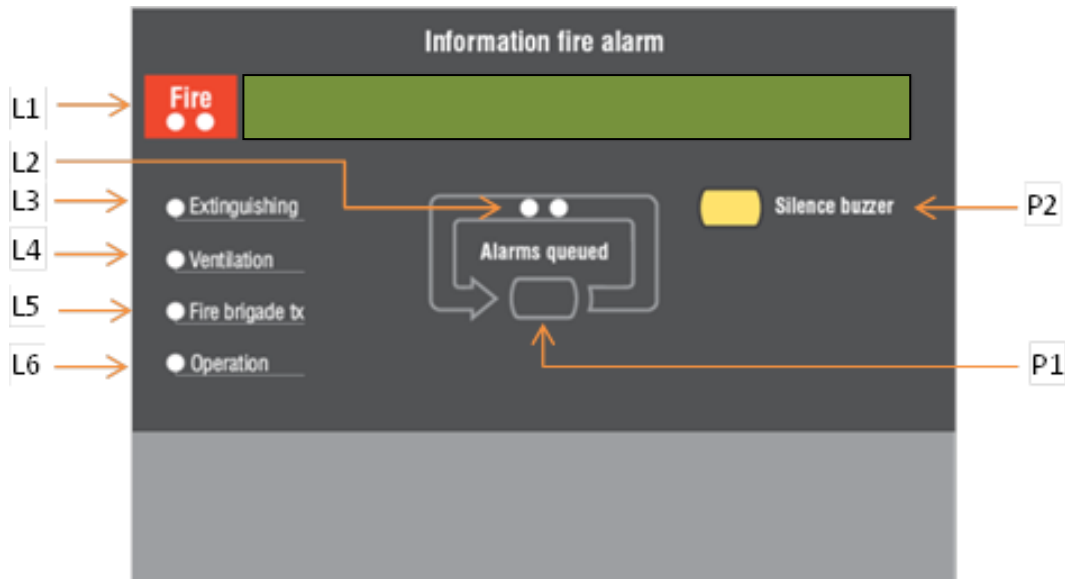 Information fire alarm
L1
Fire
L2
L3
Extinguishing
Silence buzzer
P2
L4
Alarms queued
Ventilation
L5
Fire brigade tx
L6
Operation
P1